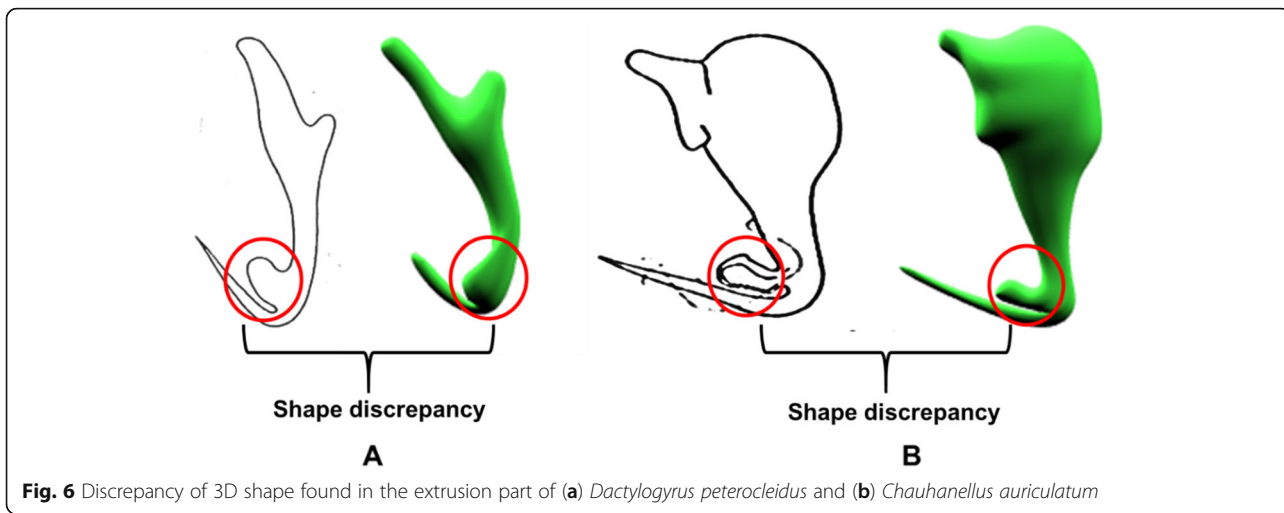 Shape discrepancy
Shape discrepancy
A
B
Fig. 6 Discrepancy of 3D shape found in the extrusion part of (a) Dactylogyrus peterocleidus and (b) Chauhanellus auriculatum